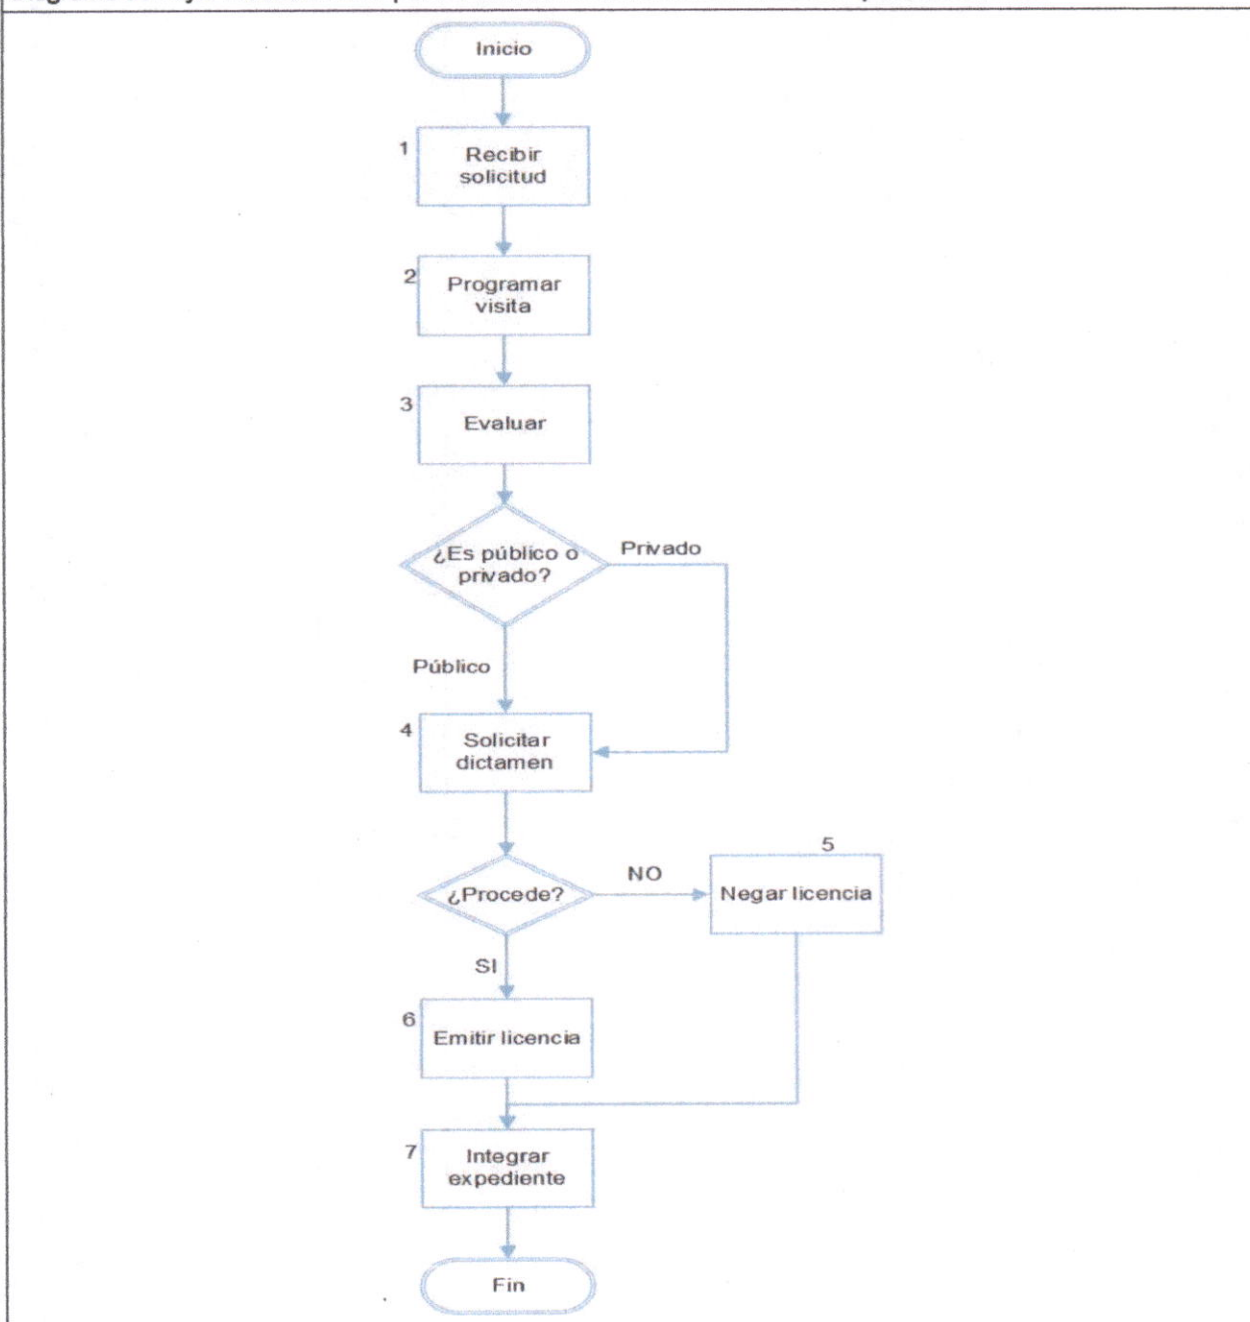 Inicio
1
Recibir
solicitud
2
Programar
visita
3
Evaluar
¿Es público o
privado?
Privado
Público
4
Solicitar
dictamen
¿Procede?
NO
5
Negar licencia
SI
6
Emitir licencia
7
Integrar
expediente
Fin